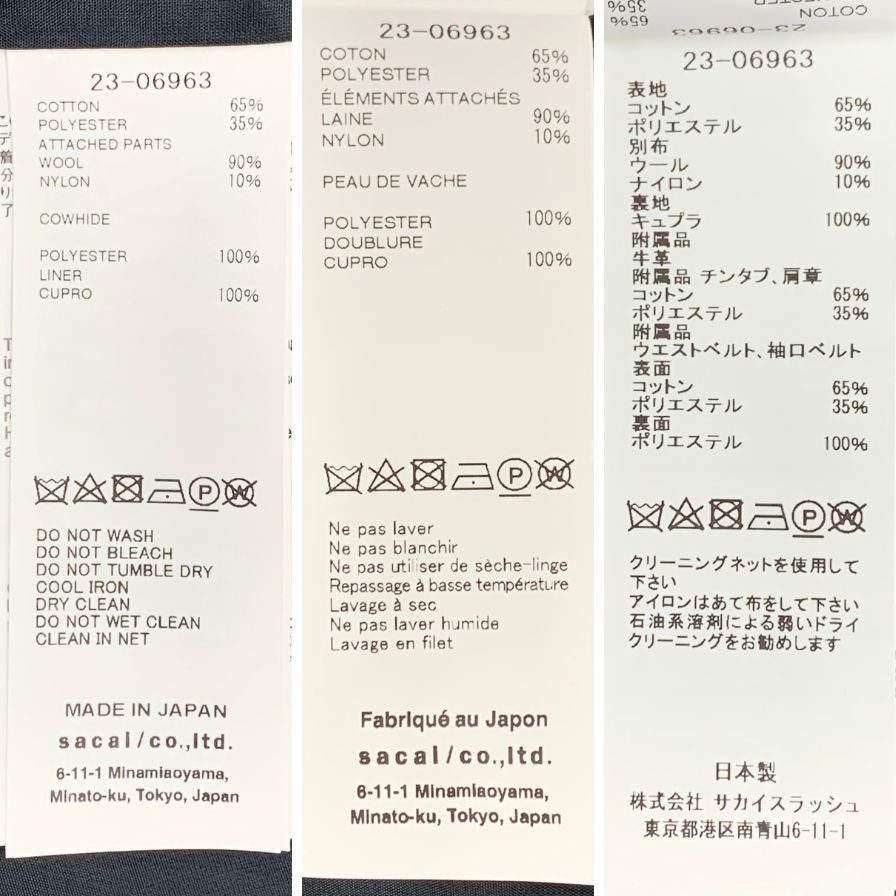 23-06963
COTTON 65%
POLYESTER 35%
ATTACHED PARTS
WOOL 90%
NYLON 10%
COWHIDE
POLYESTER 100%
LINER
CUPRO 100%
DO NOT WASH
DO NOT BLEACH
DO NOT TUMBLE DRY
COOL IRON
DRY CLEAN
DO NOT WET CLEAN
CLEAN IN NET
MADE IN JAPAN
sacai/co.,ltd.
6-11-1 Minamiaoyama,
Minato-ku, Tokyo, Japan
23-06963
COTON 65%
POLYESTER 35%
ÉLÉMENTS ATTACHÉS
LAINE 90%
NYLON 10%
PEAU DE VACHE
POLYESTER 100%
DOUBLURE
CUPRO 100%
Ne pas laver
Ne pas blanchir
Ne pas utiliser de sèche-linge
Repassage à basse température
Lavage à sec
Ne pas laver humide
Lavage en filet
Fabriqué au Japon
sacai/co.,ltd.
6-11-1 Minamiaoyama,
Minato-ku, Tokyo, Japan
COTON
65%
35%
23-06963
23-06963
表地
コットン 65%
ポリエステル 35%
別布
ウール 90%
ナイロン 10%
裏地
キュプラ 100%
附属品
牛革
附属品 チンタブ、肩章
コットン 65%
ポリエステル 35%
附属品
ウエストベルト、袖口ベルト
表面
コットン 65%
ポリエステル 35%
裏面
ポリエステル 100%
クリーニングネットを使用して
下さい
アイロンはあて布をして下さい
石油系溶剤による弱いドライ
クリーニングをお勧めします
日本製
株式会社 サカイスラッシュ
東京都港区南青山6-11-1